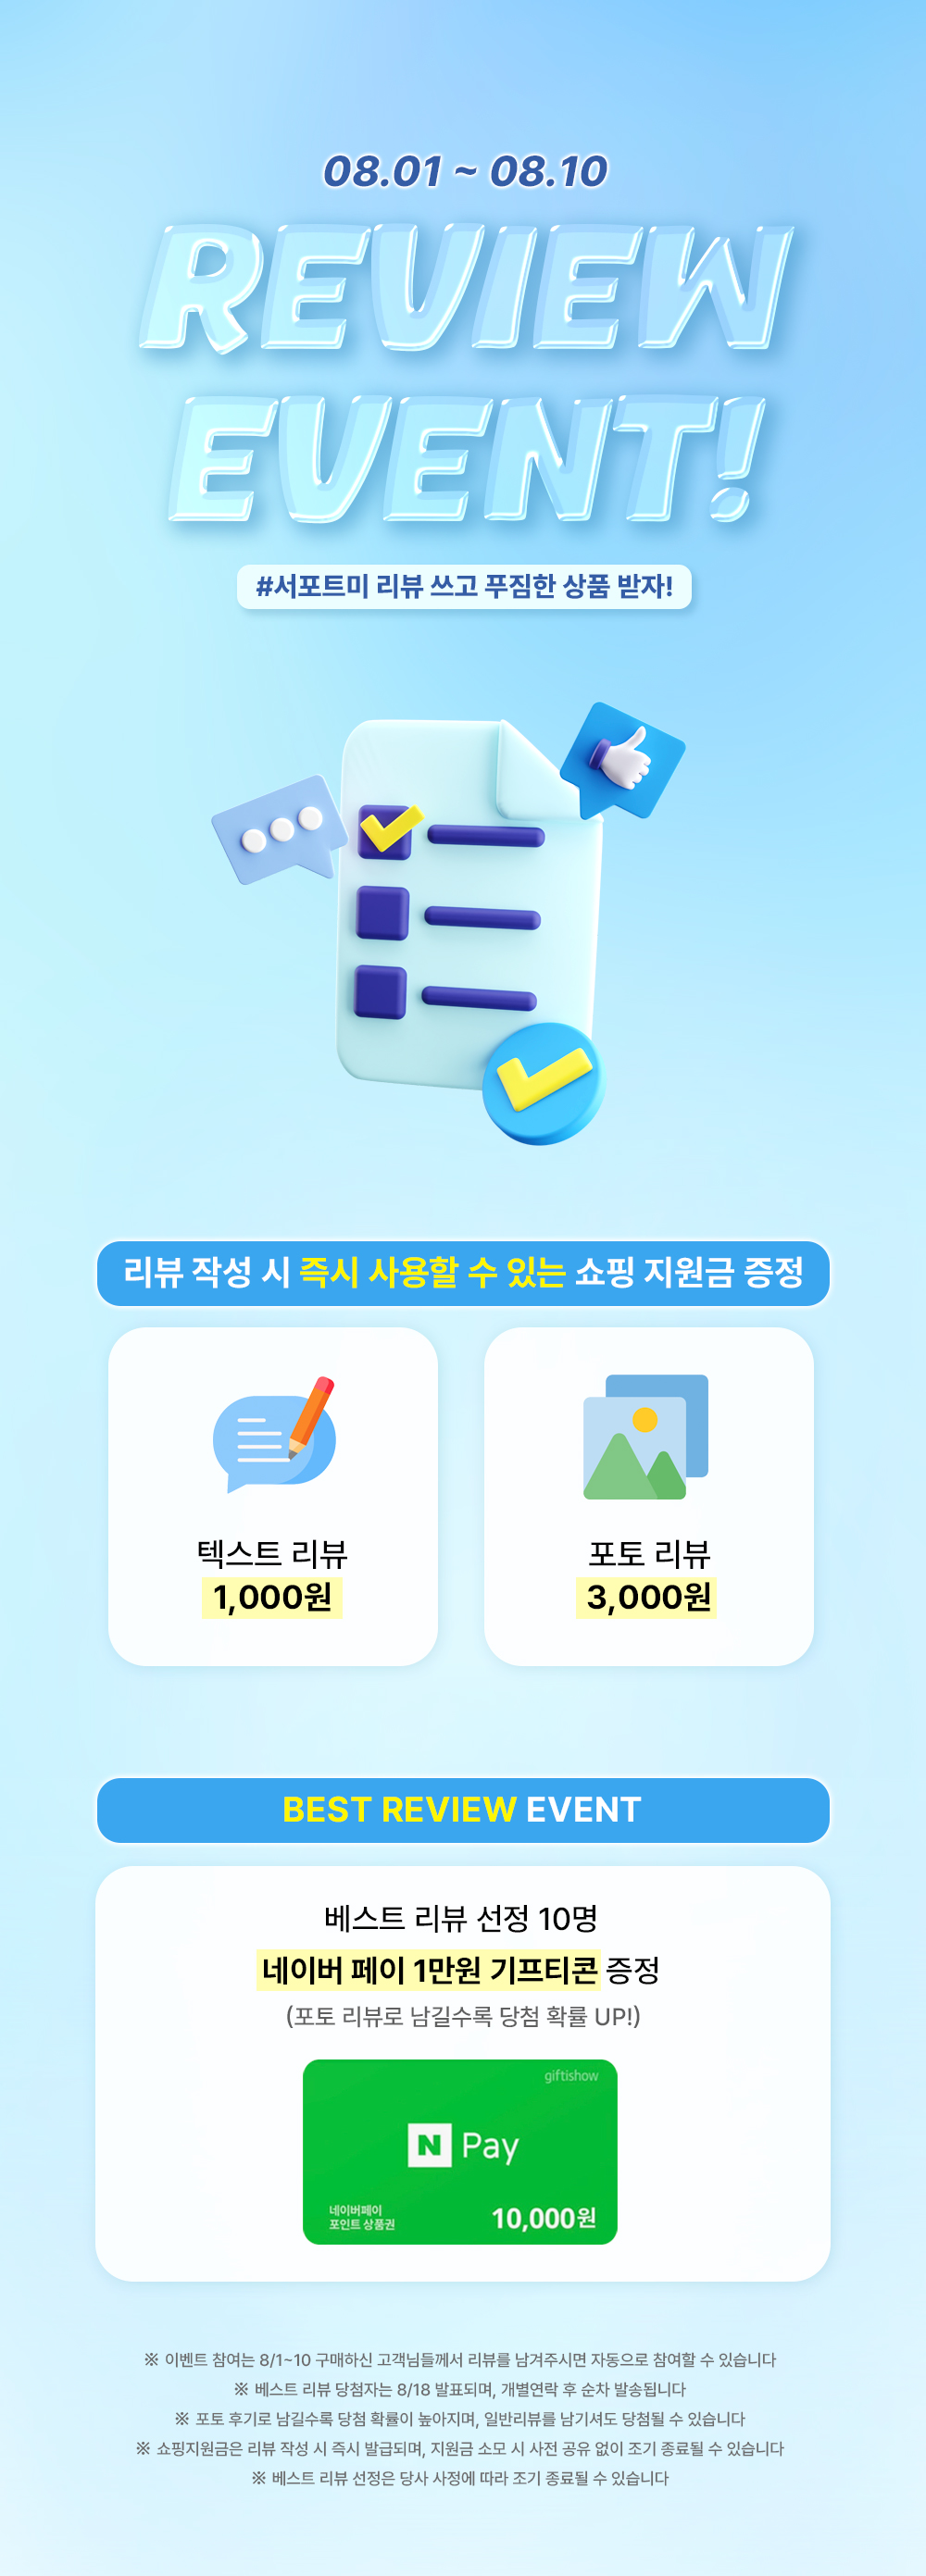 08.01 ~ 08.10
REVIEW
EVENT!
#서포트미 리뷰 쓰고 푸짐한 상품 받자!
리뷰 작성 시 즉시 사용할 수 있는 쇼핑 지원금 증정
텍스트 리뷰
1,000원
포토 리뷰
3,000원
BEST REVIEW EVENT
베스트 리뷰 선정 10명
네이버 페이 1만원 기프티콘 증정
(포토 리뷰로 남길수록 당첨 확률 UP!)
giftishow
N Pay
네이버페이
포인트 상품권
10,000원
※ 이벤트 참여는 8/1~10 구매하신 고객님들께서 리뷰를 남겨주시면 자동으로 참여할 수 있습니다
※ 베스트 리뷰 당첨자는 8/18 발표되며, 개별연락 후 순차 발송됩니다
※ 포토 후기로 남길수록 당첨 확률이 높아지며, 일반리뷰를 남기셔도 당첨될 수 있습니다
※ 쇼핑지원금은 리뷰 작성 시 즉시 발급되며, 지원금 소모 시 사전 공유 없이 조기 종료될 수 있습니다
※ 베스트 리뷰 선정은 당사 사정에 따라 조기 종료될 수 있습니다